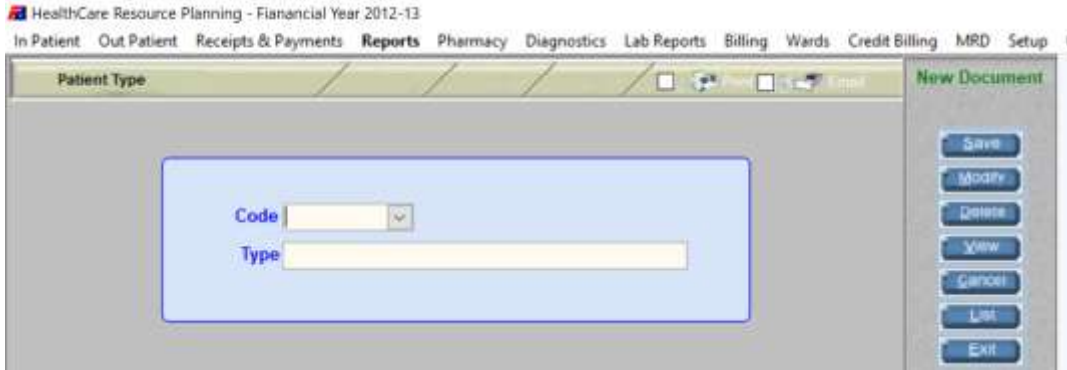 HealthCare Resource Planning - Fianancial Year 2012-13
In Patient Out Patient Receipts & Payments Reports Pharmacy Diagnostics Lab Reports Billing Wards Credit Billing MRD Setup
Patient Type
Email
New Document
Save
Modify
Delete
View
Cancel
List
Exit
Code
Type